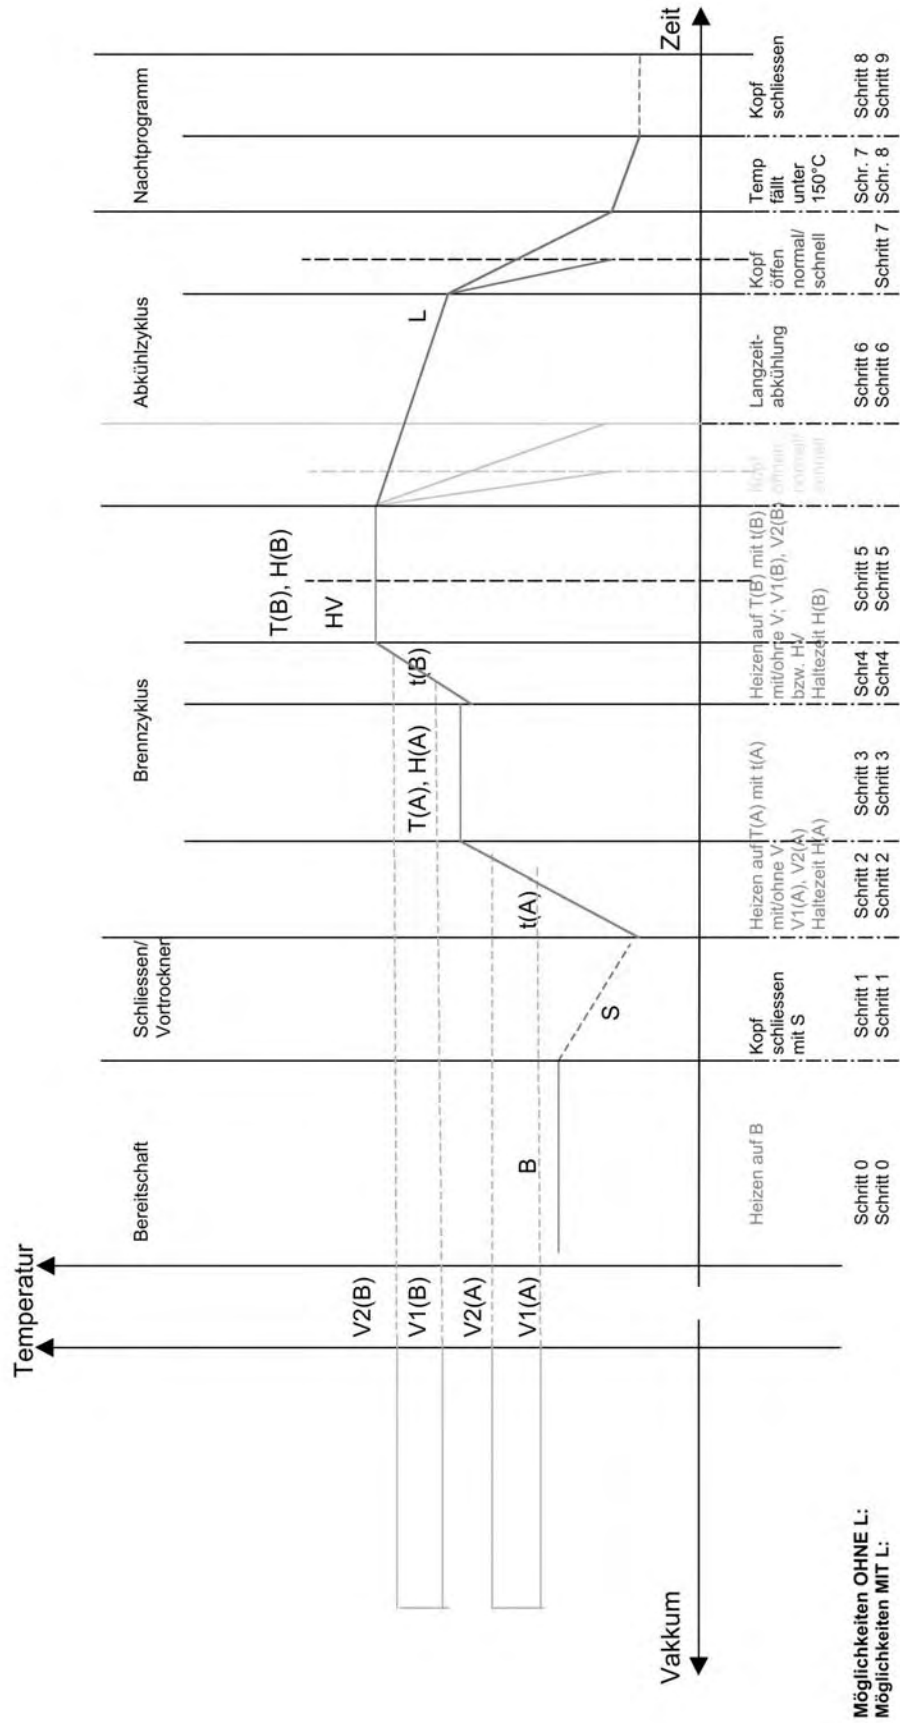 Temperatur
Bereitschaft
Schliessen/
Vortrockner
Brennzyklus
Abkühlzyklus
Nachtprogramm
V2(B)
V1(B)
V2(A)
V1(A)
B
S
t(A)
T(A), H(A)
t(B)
T(B), H(B)
HV
L
Vakkum
Zeit
Heizen auf B
Kopf
schliessen
mit S
Heizen auf T(A) mit t(A)
mit/ohne V
V1(A), V2(A)
Haltezeit H(A)
Heizen auf T(B) mit t(B)
mit/ohne V; V1(B), V2(B)
bzw. HV
Haltezeit H(B)
Kopf
öffnen
normal/
Langzeit-
abkühlung
Kopf
öffen
normal/
schnell
Temp
fällt
unter
150°C
Kopf
schliessen
Möglichkeiten OHNE L:
Schritt 0
Schritt 1
Schritt 2
Schritt 3
Schr4
Schritt 5
Schritt 6
Schr. 7
Schritt 8
Möglichkeiten MIT L:
Schritt 0
Schritt 1
Schritt 2
Schritt 3
Schr4
Schritt 5
Schritt 6
Schritt 7
Schr. 8
Schritt 9